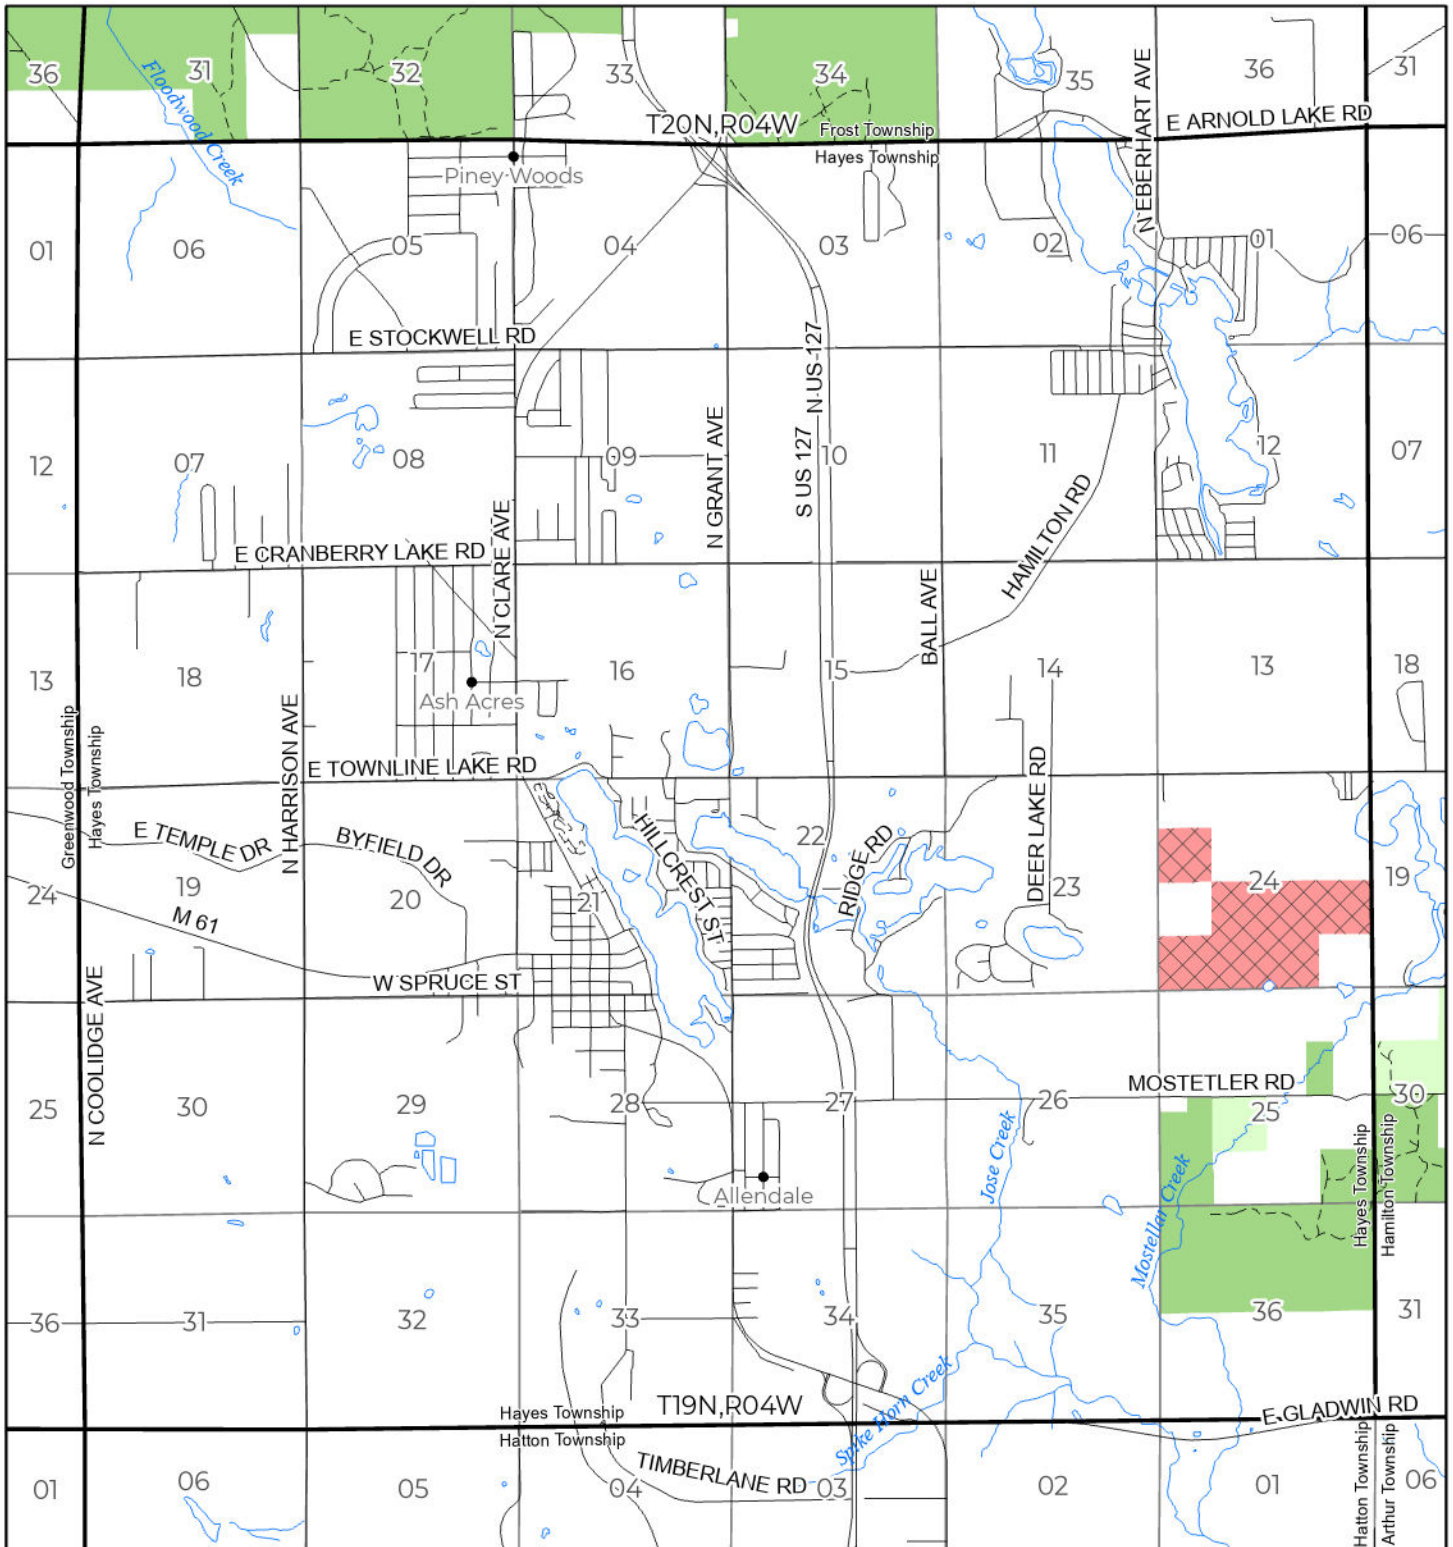 36
31
32
33
34
35
36
31
Floodwood Creek
N EBERHART AVE
E ARNOLD LAKE RD
T20N,R04W
Frost Township
Hayes Township
Piney Woods
01
06
05
04
03
02
01
06
E STOCKWELL RD
N US 127
S US 127
N GRANT AVE
12
07
08
09
10
11
12
07
HAMILTON RD
E CRANBERRY LAKE RD
N CLARE AVE
BALL AVE
13
18
17
16
15
14
13
18
Ash Acres
N HARRISON AVE
Greenwood Township
Hayes Township
E TOWNLINE LAKE RD
DEER LAKE RD
E TEMPLE DR
BYFIELD DR
HILLCREST ST
RIDGE RD
24
19
20
21
22
23
24
19
M 61
W SPRUCE ST
N COOLIDGE AVE
MOSTETLER RD
25
30
29
28
27
26
25
30
Jose Creek
Mostellar Creek
Hayes Township
Hamilton Township
Allendale
36
31
32
33
34
35
36
31
Spike Horn Creek
T19N,R04W
Hayes Township
Hatton Township
E GLADWIN RD
TIMBERLANE RD
Hatton Township
Arthur Township
01
06
05
04
03
02
01
06